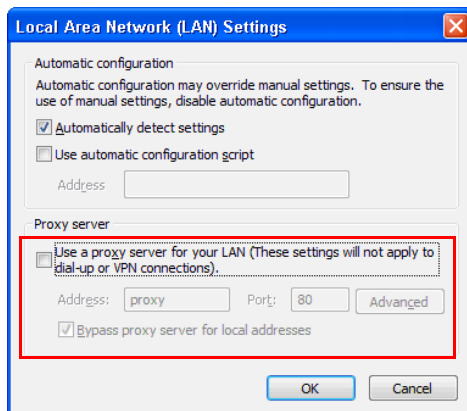 Local Area Network (LAN) Settings
Automatic configuration
Automatic configuration may override manual settings. To ensure the
use of manual settings, disable automatic configuration.
Automatically detect settings
Use automatic configuration script
Address
Proxy server
Use a proxy server for your LAN (These settings will not apply to
dial-up or VPN connections).
Address: proxy Port: 80 Advanced
Bypass proxy server for local addresses
OK Cancel